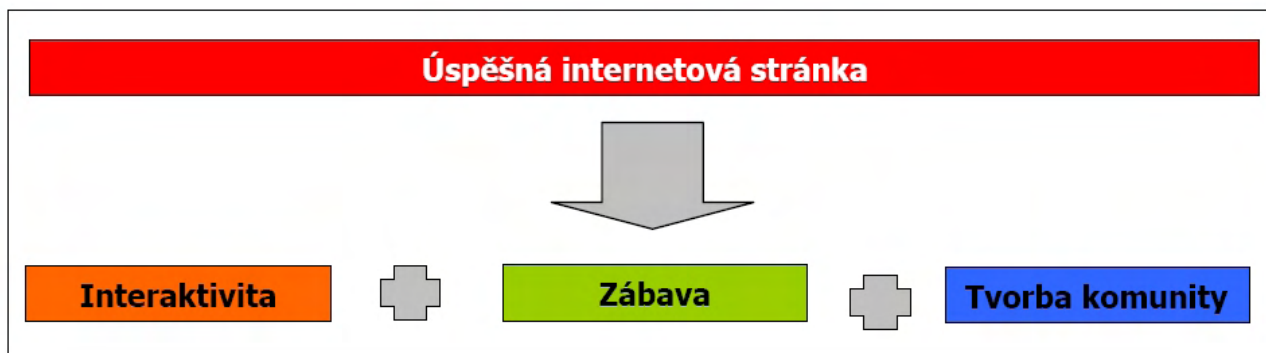 Úspěšná internetová stránka
Interaktivita
Zábava
Tvorba komunity